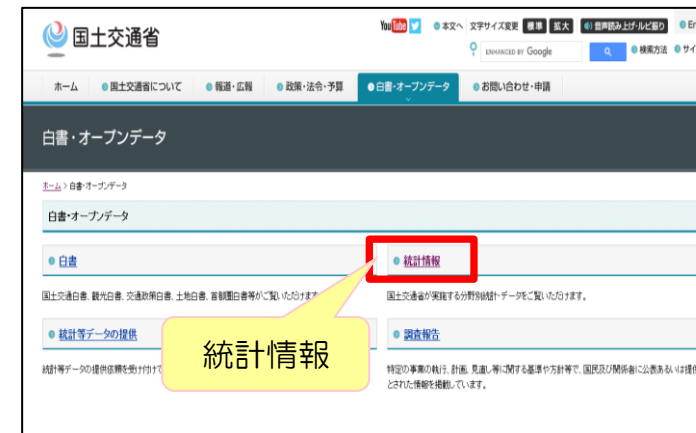 国土交通省
You Tube 本文へ 文字サイズ変更 標準 拡大 音声読み上げ・ルビ振り
ENHANCED BY Google 検索方法
ホーム 国土交通省について 報道・広報 政策・法令・予算 白書・オープンデータ お問い合わせ・申請
白書・オープンデータ
ホーム > 白書・オープンデータ
白書・オープンデータ
白書
国土交通白書、観光白書、交通政策白書、土地白書、首都圏白書等がご覧いただけます
統計情報
国土交通省が実施する分野別統計・データをご覧いただけます。
統計等データの提供
統計等データの提供依頼を受け付けて
調査報告
特定の事業の執行、計画、見直し等に関する基準や方針等で、国民及び関係者に公表あるいは提供
とされた情報を掲載しています。
統計情報